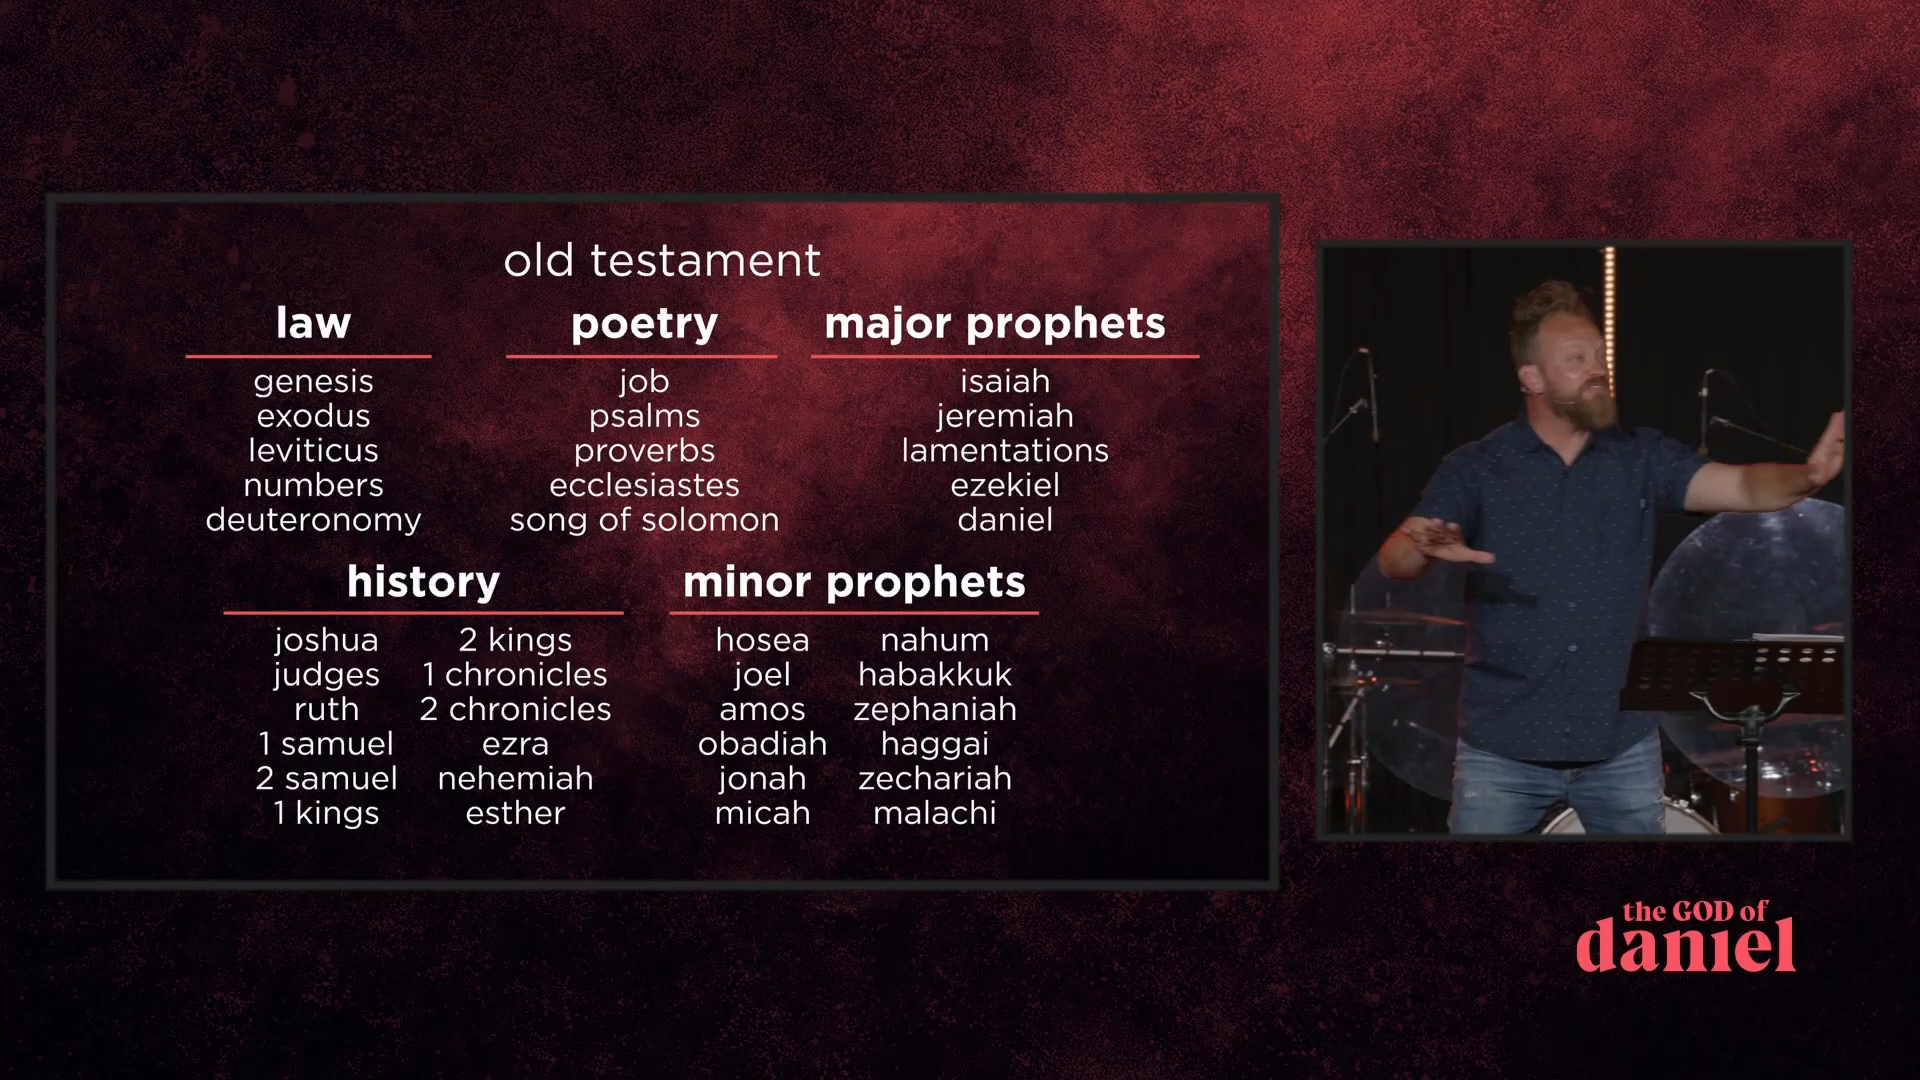 old testament
law
genesis
exodus
leviticus
numbers
deuteronomy
poetry
job
psalms
proverbs
ecclesiastes
song of solomon
major prophets
isaiah
jeremiah
lamentations
ezekiel
daniel
history
joshua
judges
ruth
1 samuel
2 samuel
1 kings
2 kings
1 chronicles
2 chronicles
ezra
nehemiah
esther
minor prophets
hosea
joel
amos
obadiah
jonah
micah
nahum
habakkuk
zephaniah
haggai
zechariah
malachi
the GOD of
daniel